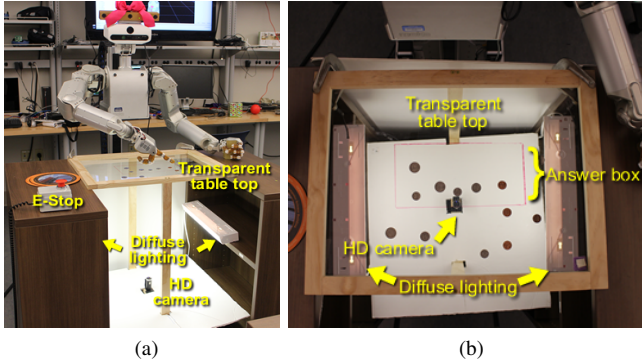 Transparent
table top
E-Stop
Diffuse
lighting
HD
camera
(a)
Transparent
table top
Answer box
HD camera
Diffuse lighting
(b)